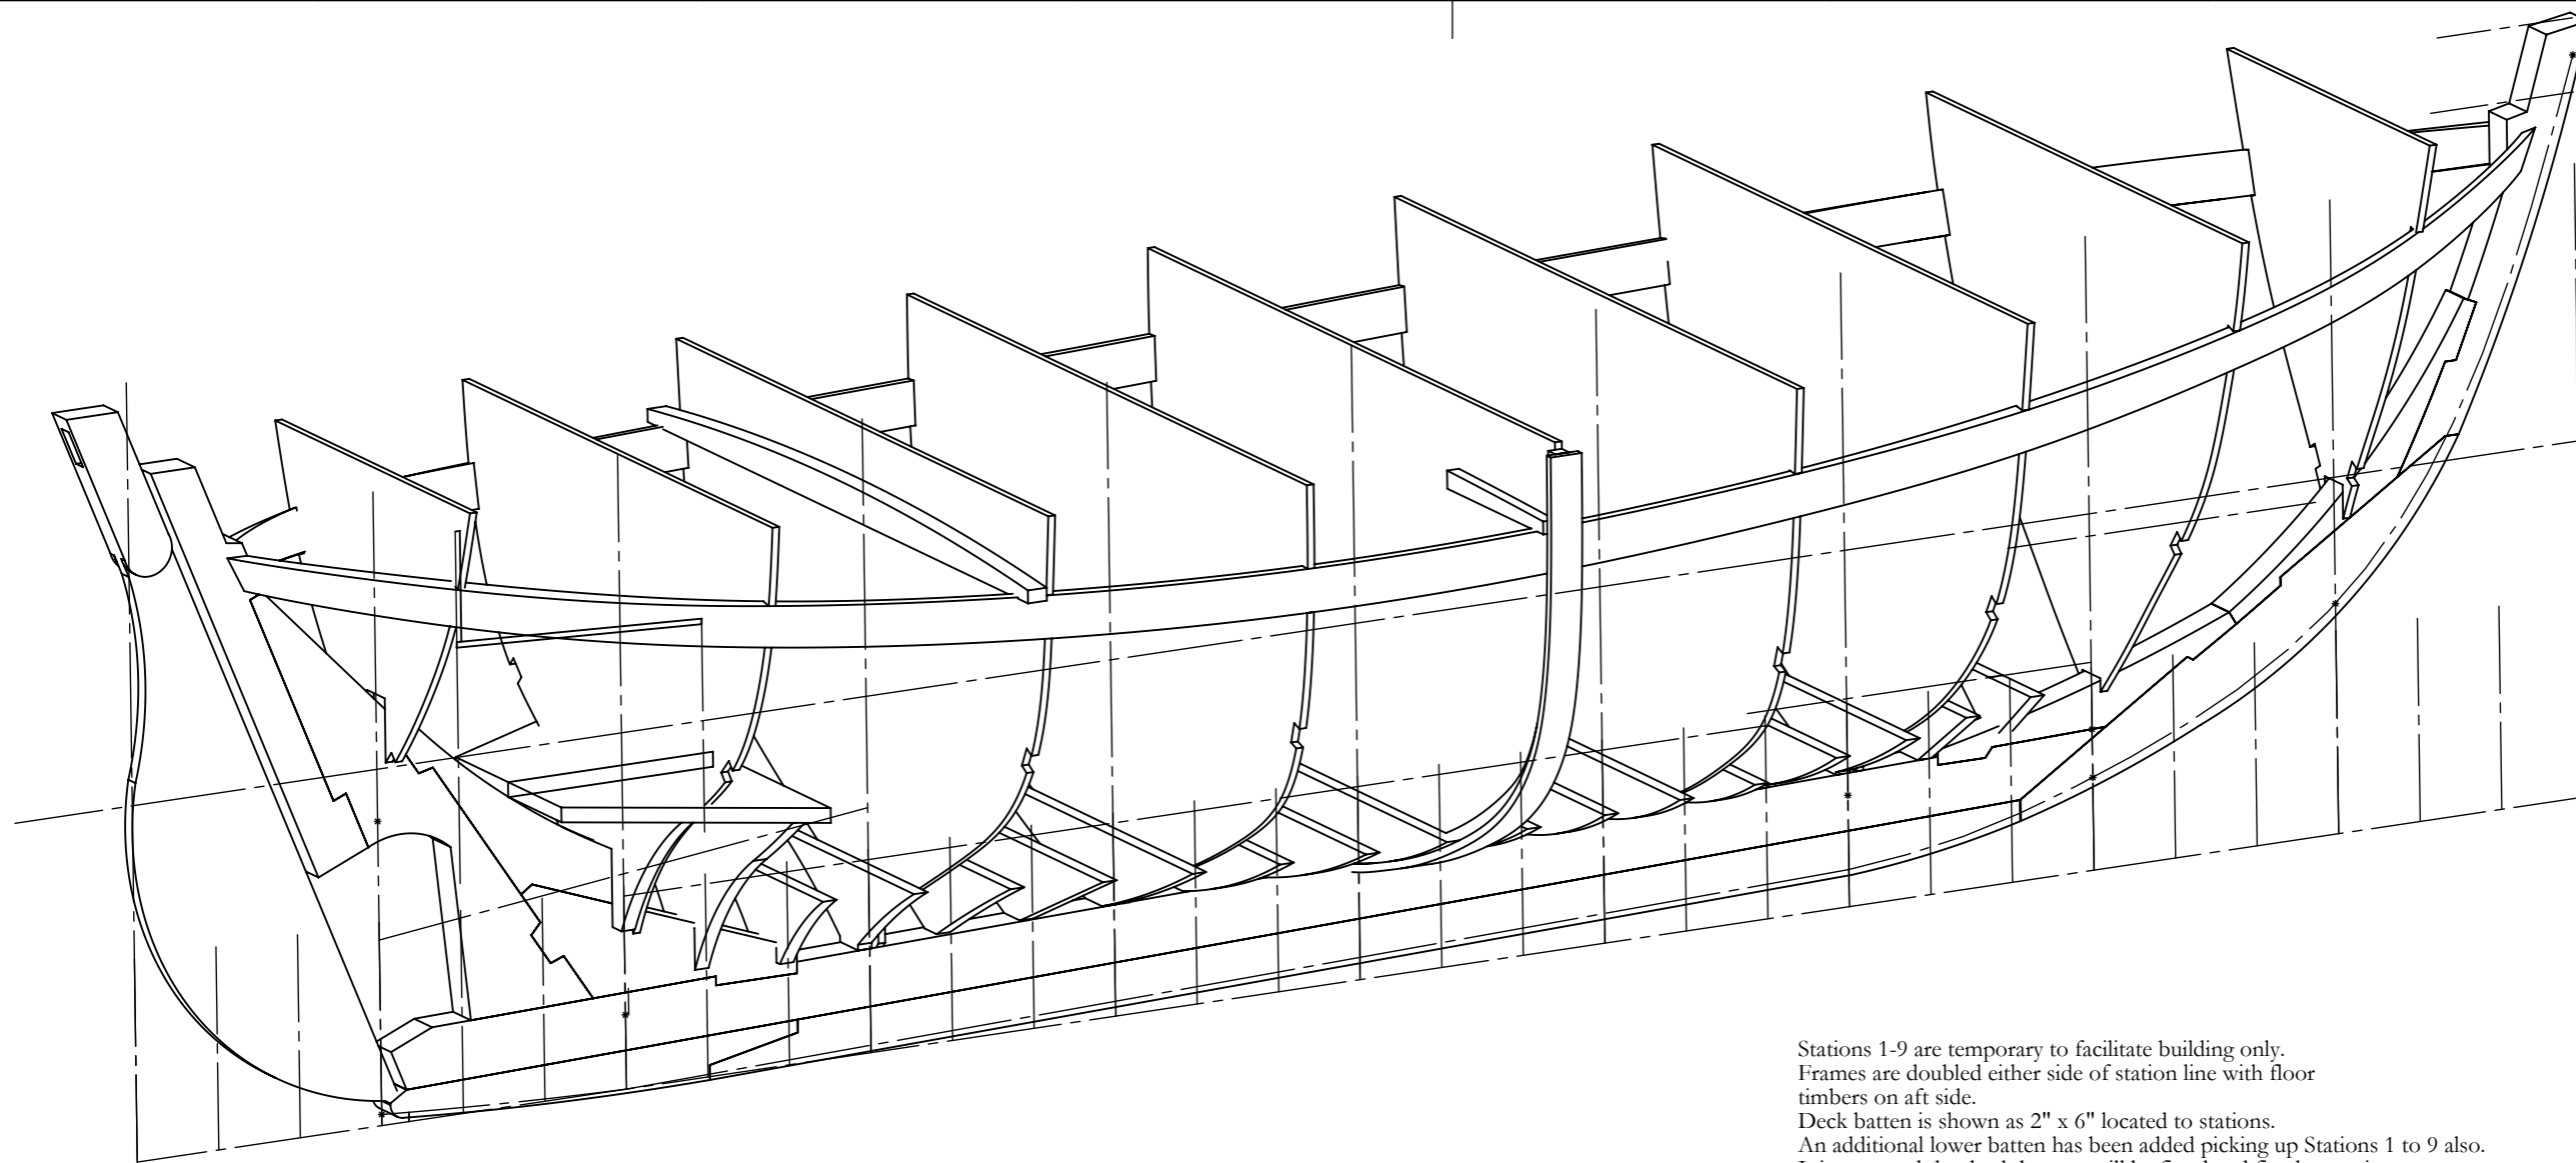 Stations 1-9 are temporary to facilitate building only.
Frames are doubled either side of station line with floor
timbers on aft side.
Deck batten is shown as 2" x 6" located to stations.
An additional lower batten has been added picking up Stations 1 to 9 also.